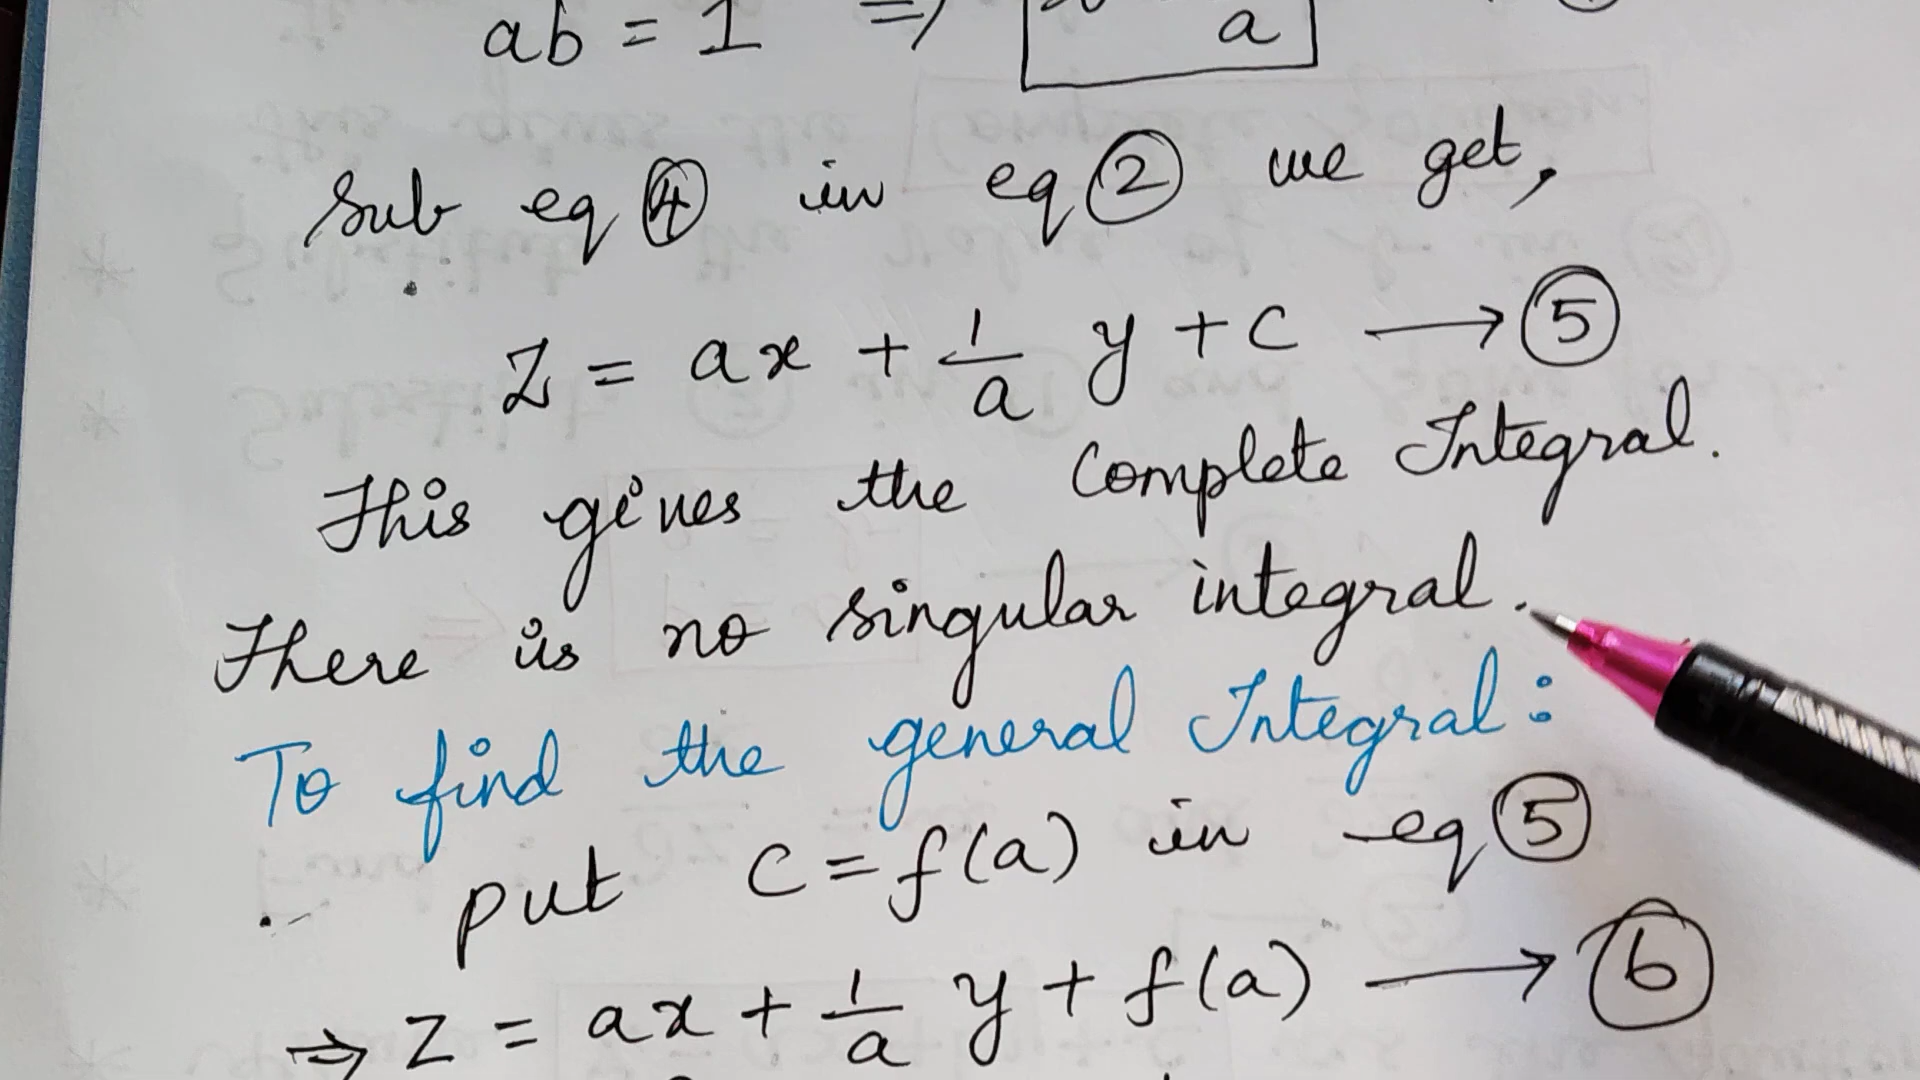 ab = 1 ⇒ a
Sub eq ④ in eq ② we get,
Z = ax + 1/a y + c → ⑤
This gives the Complete Integral.
There is no singular integral.
To find the general Integral:
put c = f(a) in eq ⑤
⇒ Z = ax + 1/a y + f(a) → ⑥